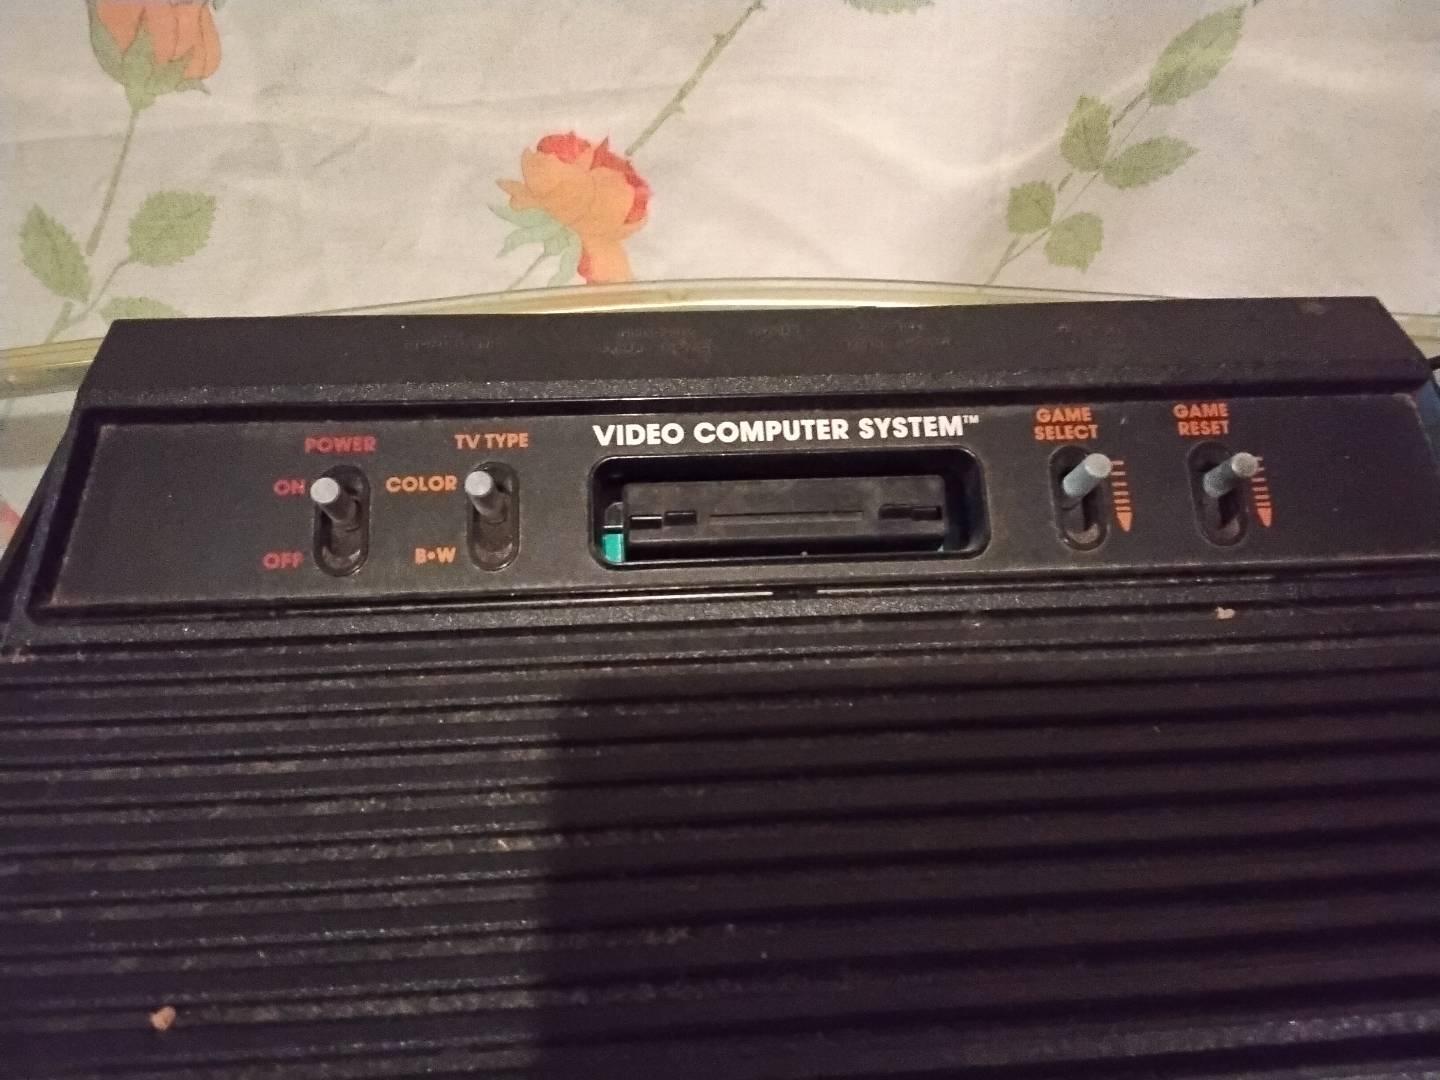 POWER
ON
OFF
TV TYPE
COLOR
B•W
VIDEO COMPUTER SYSTEM™
GAME
SELECT
GAME
RESET